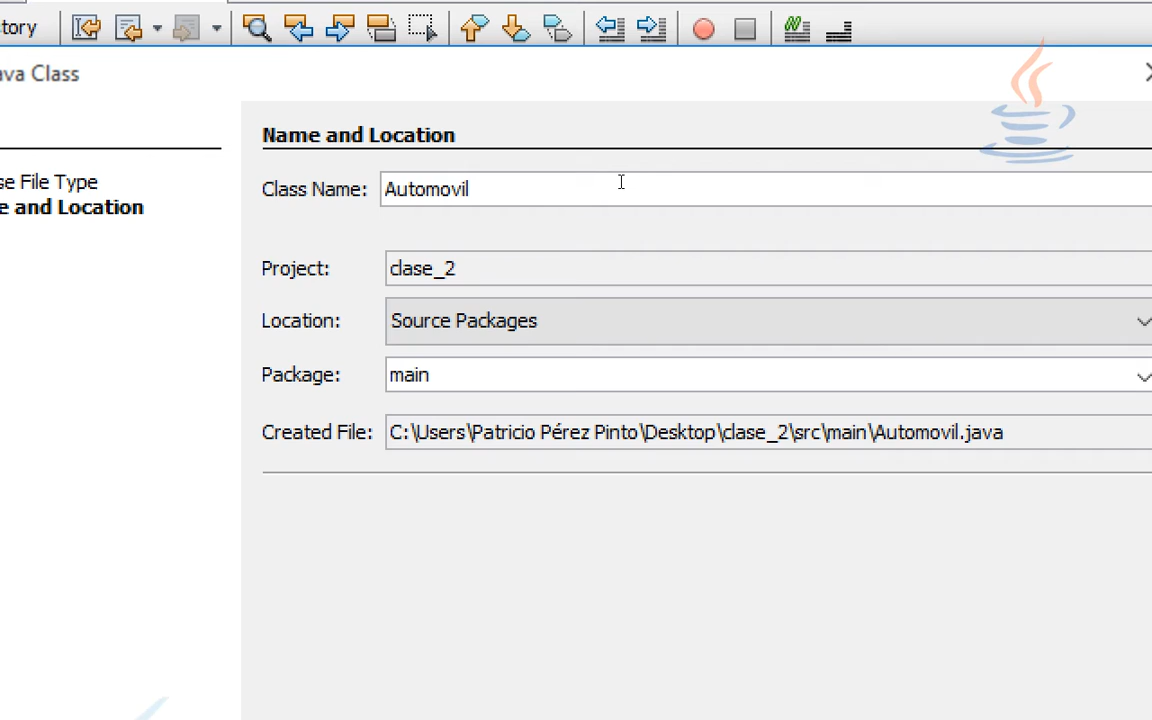 tory
ava Class
Name and Location
se File Type
e and Location
Class Name: Automovil
Project: clase_2
Location: Source Packages
Package: main
Created File: C:\Users\Patricio Pérez Pinto\Desktop\clase_2\src\main\Automovil.java